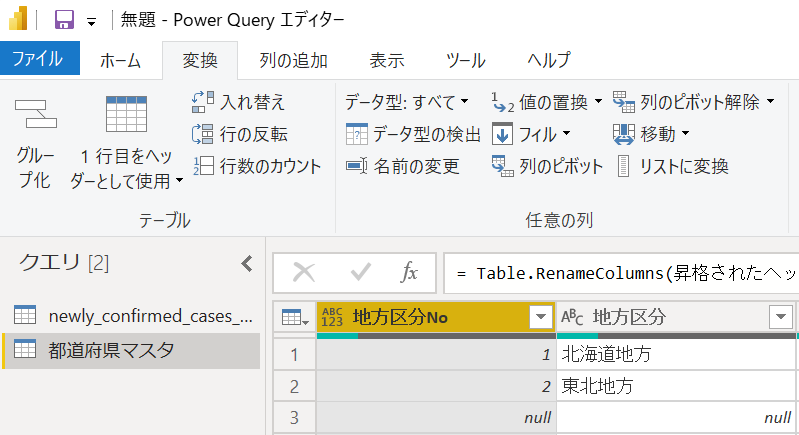 無題 - Power Query エディター
ファイル ホーム 変換 列の追加 表示 ツール ヘルプ
グループ化
1 行目をヘッダーとして使用
入れ替え
行の反転
行数のカウント
テーブル
データ型: すべて
データ型の検出
名前の変更
1 2 値の置換
フィル
列のピボット
列のピボット解除
移動
リストに変換
任意の列
クエリ [2]
newly_confirmed_cases_...
都道府県マスタ
fx = Table.RenameColumns(昇格されたヘッ
ABC 123 地方区分No ABC 地方区分
1 1 北海道地方
2 2 東北地方
3 null null